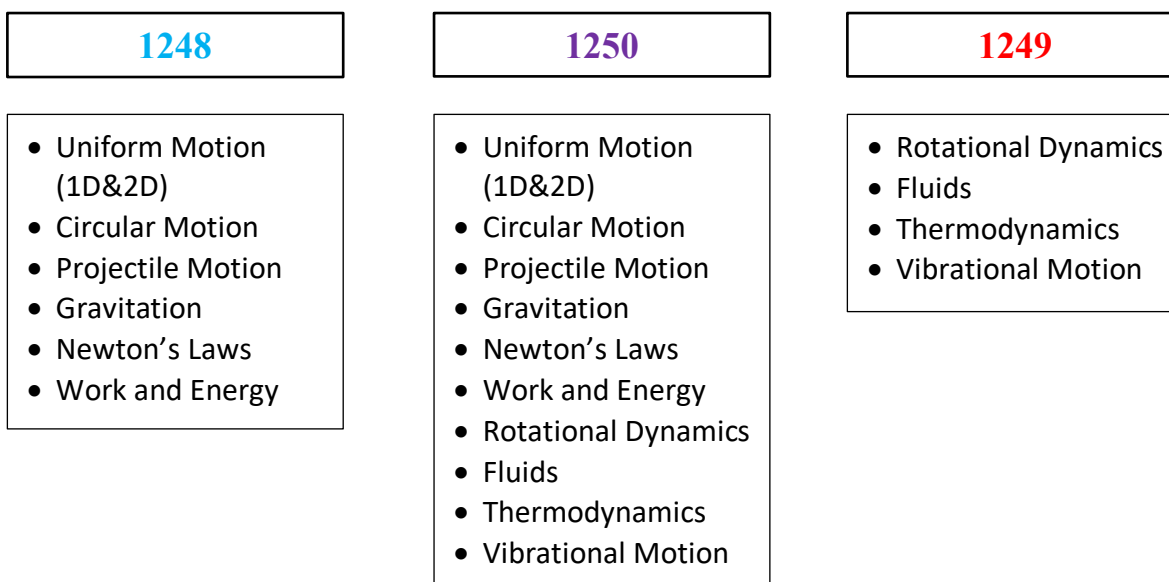 1248
• Uniform Motion
(1D&2D)
• Circular Motion
• Projectile Motion
• Gravitation
• Newton’s Laws
• Work and Energy
1250
• Uniform Motion
(1D&2D)
• Circular Motion
• Projectile Motion
• Gravitation
• Newton’s Laws
• Work and Energy
• Rotational Dynamics
• Fluids
• Thermodynamics
• Vibrational Motion
1249
• Rotational Dynamics
• Fluids
• Thermodynamics
• Vibrational Motion